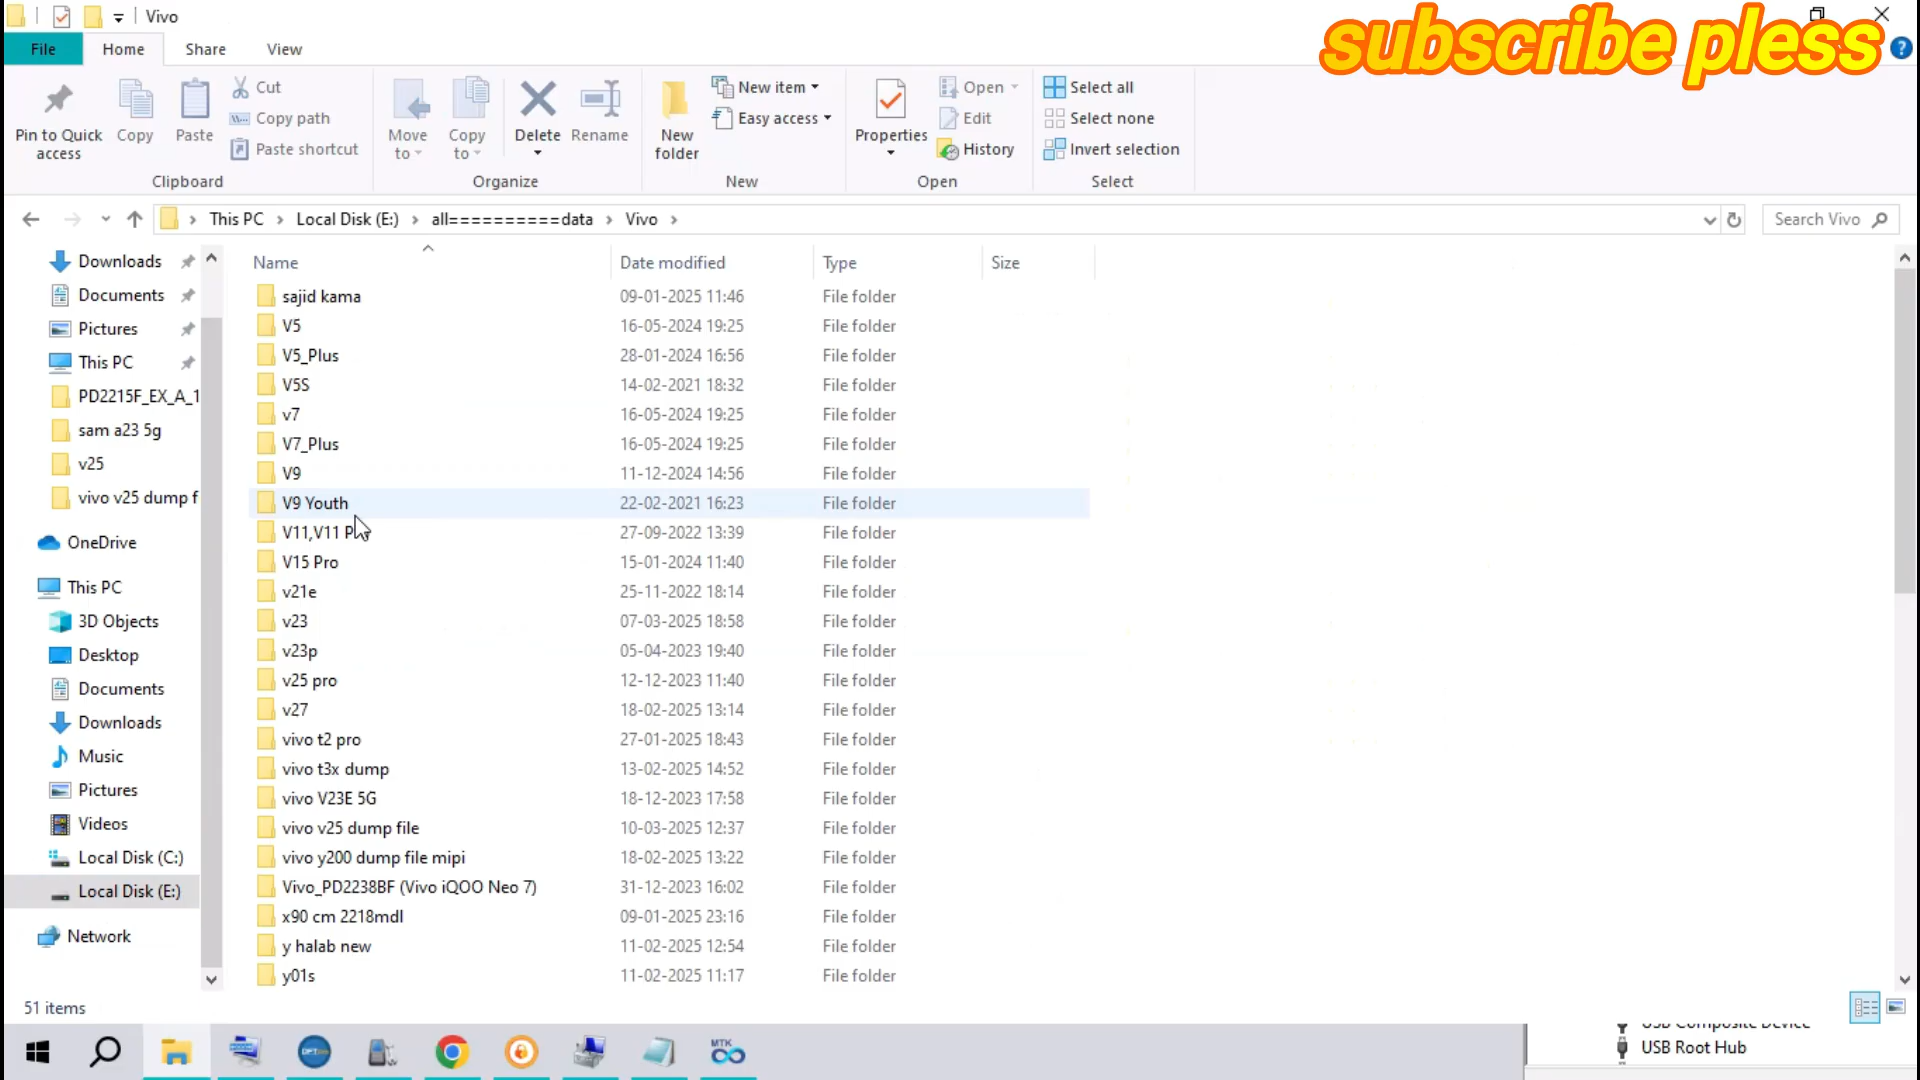 Vivo
subscribe pless
File Home Share View
Pin to Quick access
Copy
Paste
Cut
Copy path
Paste shortcut
Clipboard
Move to
Copy to
Delete
Rename
Organize
New folder
New item
Easy access
New
Properties
Open
Edit
History
Open
Select all
Select none
Invert selection
Select
This PC > Local Disk (E:) > all==========data > Vivo >
Search Vivo
Downloads
Documents
Pictures
This PC
PD2215F_EX_A_1
sam a23 5g
v25
vivo v25 dump f
OneDrive
This PC
3D Objects
Desktop
Documents
Downloads
Music
Pictures
Videos
Local Disk (C:)
Local Disk (E:)
Network
Name Date modified Type Size
sajid kama 09-01-2025 11:46 File folder
V5 16-05-2024 19:25 File folder
V5_Plus 28-01-2024 16:56 File folder
V5S 14-02-2021 18:32 File folder
v7 16-05-2024 19:25 File folder
V7_Plus 16-05-2024 19:25 File folder
V9 11-12-2024 14:56 File folder
V9 Youth 22-02-2021 16:23 File folder
V11,V11 27-09-2022 13:39 File folder
V15 Pro 15-01-2024 11:40 File folder
v21e 25-11-2022 18:14 File folder
v23 07-03-2025 18:58 File folder
v23p 05-04-2023 19:40 File folder
v25 pro 12-12-2023 11:40 File folder
v27 18-02-2025 13:14 File folder
vivo t2 pro 27-01-2025 18:43 File folder
vivo t3x dump 13-02-2025 14:52 File folder
vivo V23E 5G 18-12-2023 17:58 File folder
vivo v25 dump file 10-03-2025 12:37 File folder
vivo y200 dump file mipi 18-02-2025 13:22 File folder
Vivo_PD2238BF (Vivo iQOO Neo 7) 31-12-2023 16:02 File folder
x90 cm 2218mdl 09-01-2025 23:16 File folder
y halab new 11-02-2025 12:54 File folder
y01s 11-02-2025 11:17 File folder
51 items
MTK
USB Composite Device
USB Root Hub